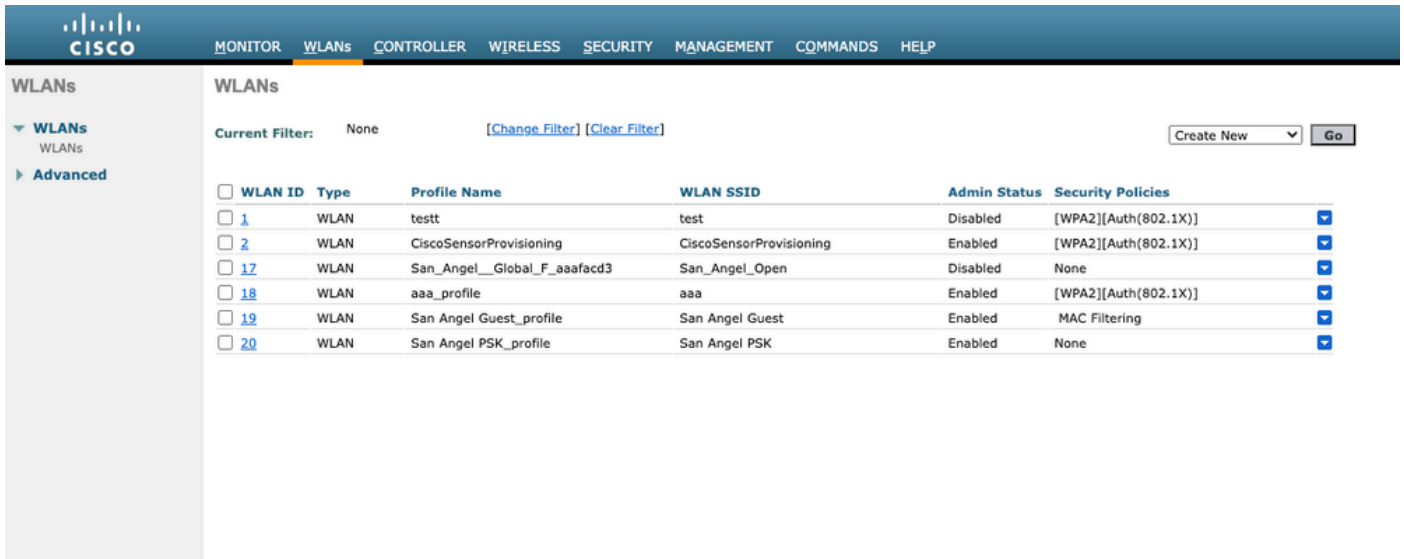 CISCO
MONITOR WLANs CONTROLLER WIRELESS SECURITY MANAGEMENT COMMANDS HELP
WLANs
WLANs
WLANs
Advanced
WLANs
Current Filter: None [Change Filter] [Clear Filter]
Create New Go
WLAN ID Type Profile Name WLAN SSID Admin Status Security Policies
1 WLAN testt test Disabled [WPA2][Auth(802.1X)]
2 WLAN CiscoSensorProvisioning CiscoSensorProvisioning Enabled [WPA2][Auth(802.1X)]
17 WLAN San_Angel__Global_F_aaafacd3 San_Angel_Open Disabled None
18 WLAN aaa_profile aaa Enabled [WPA2][Auth(802.1X)]
19 WLAN San Angel Guest_profile San Angel Guest Enabled MAC Filtering
20 WLAN San Angel PSK_profile San Angel PSK Enabled None